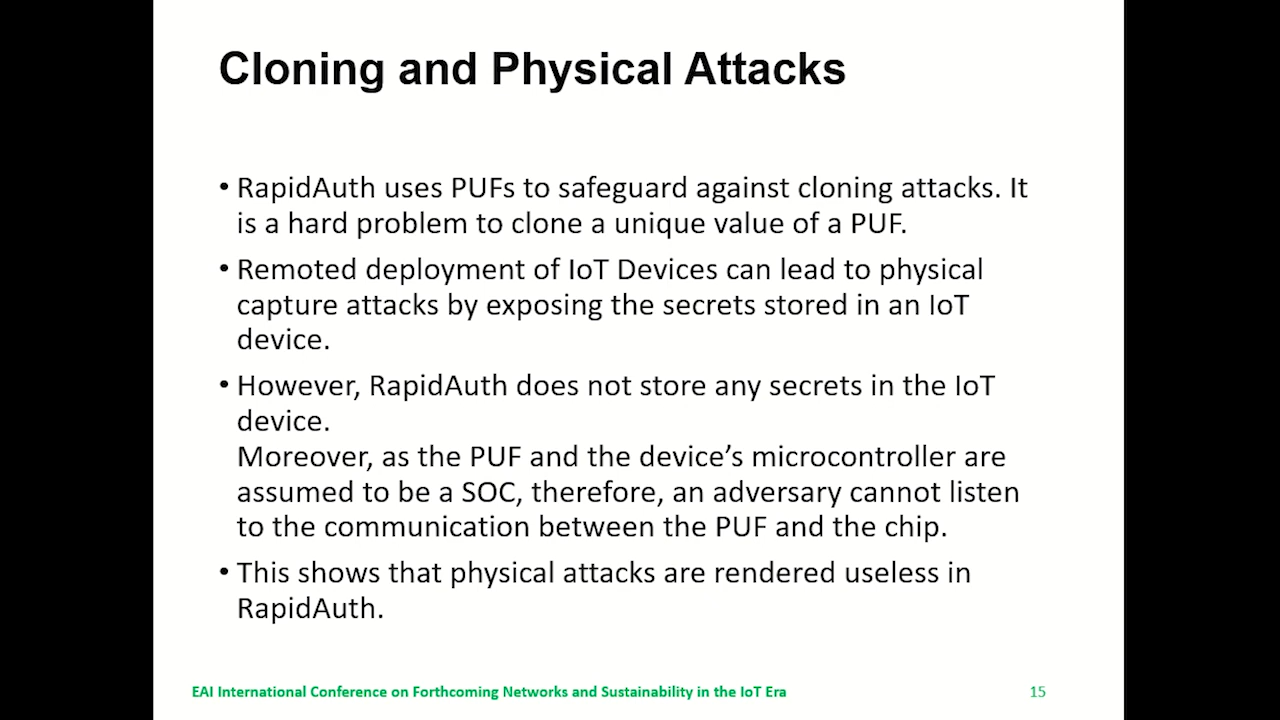 Cloning and Physical Attacks
• RapidAuth uses PUFs to safeguard against cloning attacks. It
is a hard problem to clone a unique value of a PUF.
• Remoted deployment of IoT Devices can lead to physical
capture attacks by exposing the secrets stored in an IoT
device.
• However, RapidAuth does not store any secrets in the IoT
device.
Moreover, as the PUF and the device’s microcontroller are
assumed to be a SOC, therefore, an adversary cannot listen
to the communication between the PUF and the chip.
• This shows that physical attacks are rendered useless in
RapidAuth.
EAI International Conference on Forthcoming Networks and Sustainability in the IoT Era
15